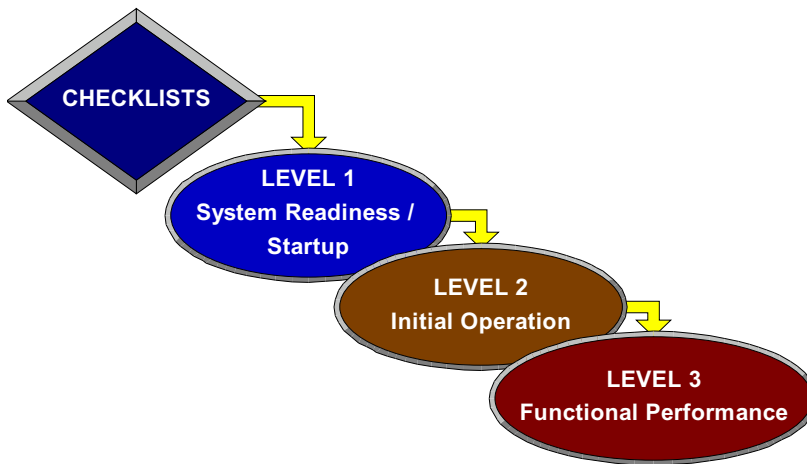 CHECKLISTS
LEVEL 1
System Readiness /
Startup
LEVEL 2
Initial Operation
LEVEL 3
Functional Performance